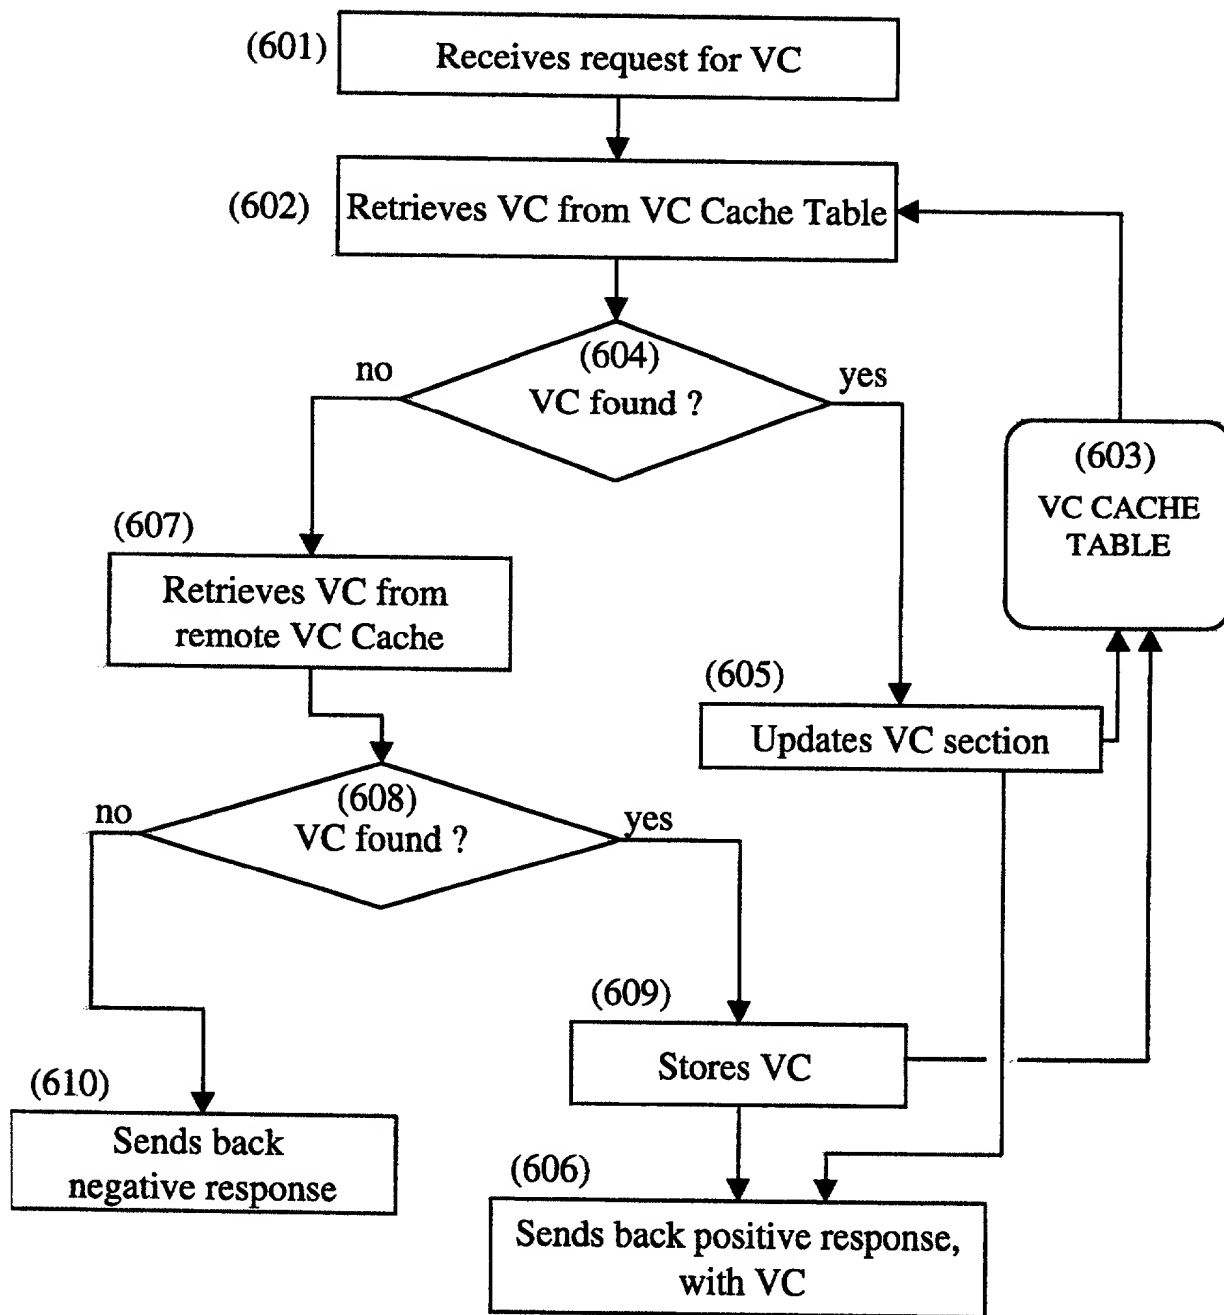 (601)
Receives request for VC
(602)
Retrieves VC from VC Cache Table
(604)
no
yes
VC found ?
(603)
VC CACHE
TABLE
(607)
Retrieves VC from
remote VC Cache
(605)
Updates VC section
(608)
no
yes
VC found ?
(609)
Stores VC
(610)
Sends back
negative response
(606)
Sends back positive response,
with VC